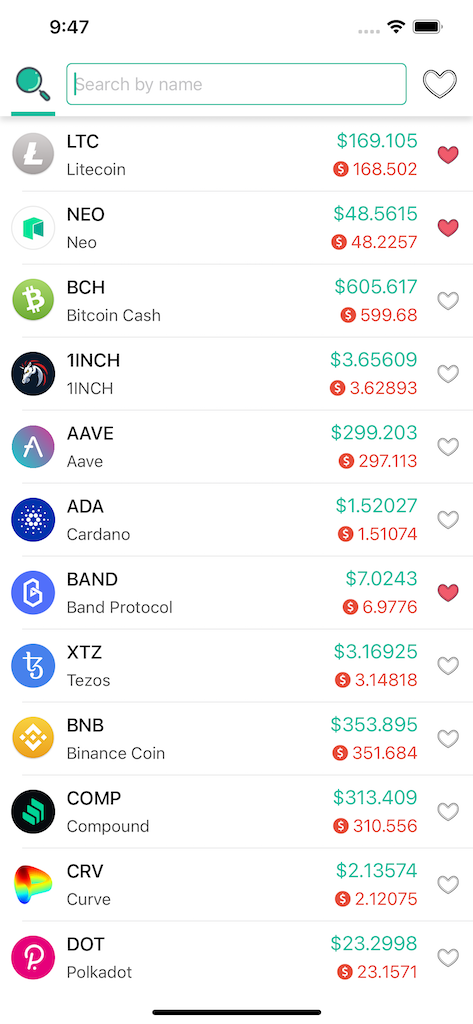 9:47
Search by name
LTC
$169.105
Litecoin
$ 168.502
NEO
$48.5615
Neo
$ 48.2257
BCH
$605.617
Bitcoin Cash
$ 599.68
1INCH
$3.65609
1INCH
$ 3.62893
AAVE
$299.203
Aave
$ 297.113
ADA
$1.52027
Cardano
$ 1.51074
BAND
$7.0243
Band Protocol
$ 6.9776
XTZ
$3.16925
Tezos
$ 3.14818
BNB
$353.895
Binance Coin
$ 351.684
COMP
$313.409
Compound
$ 310.556
CRV
$2.13574
Curve
$ 2.12075
DOT
$23.2998
Polkadot
$ 23.1571